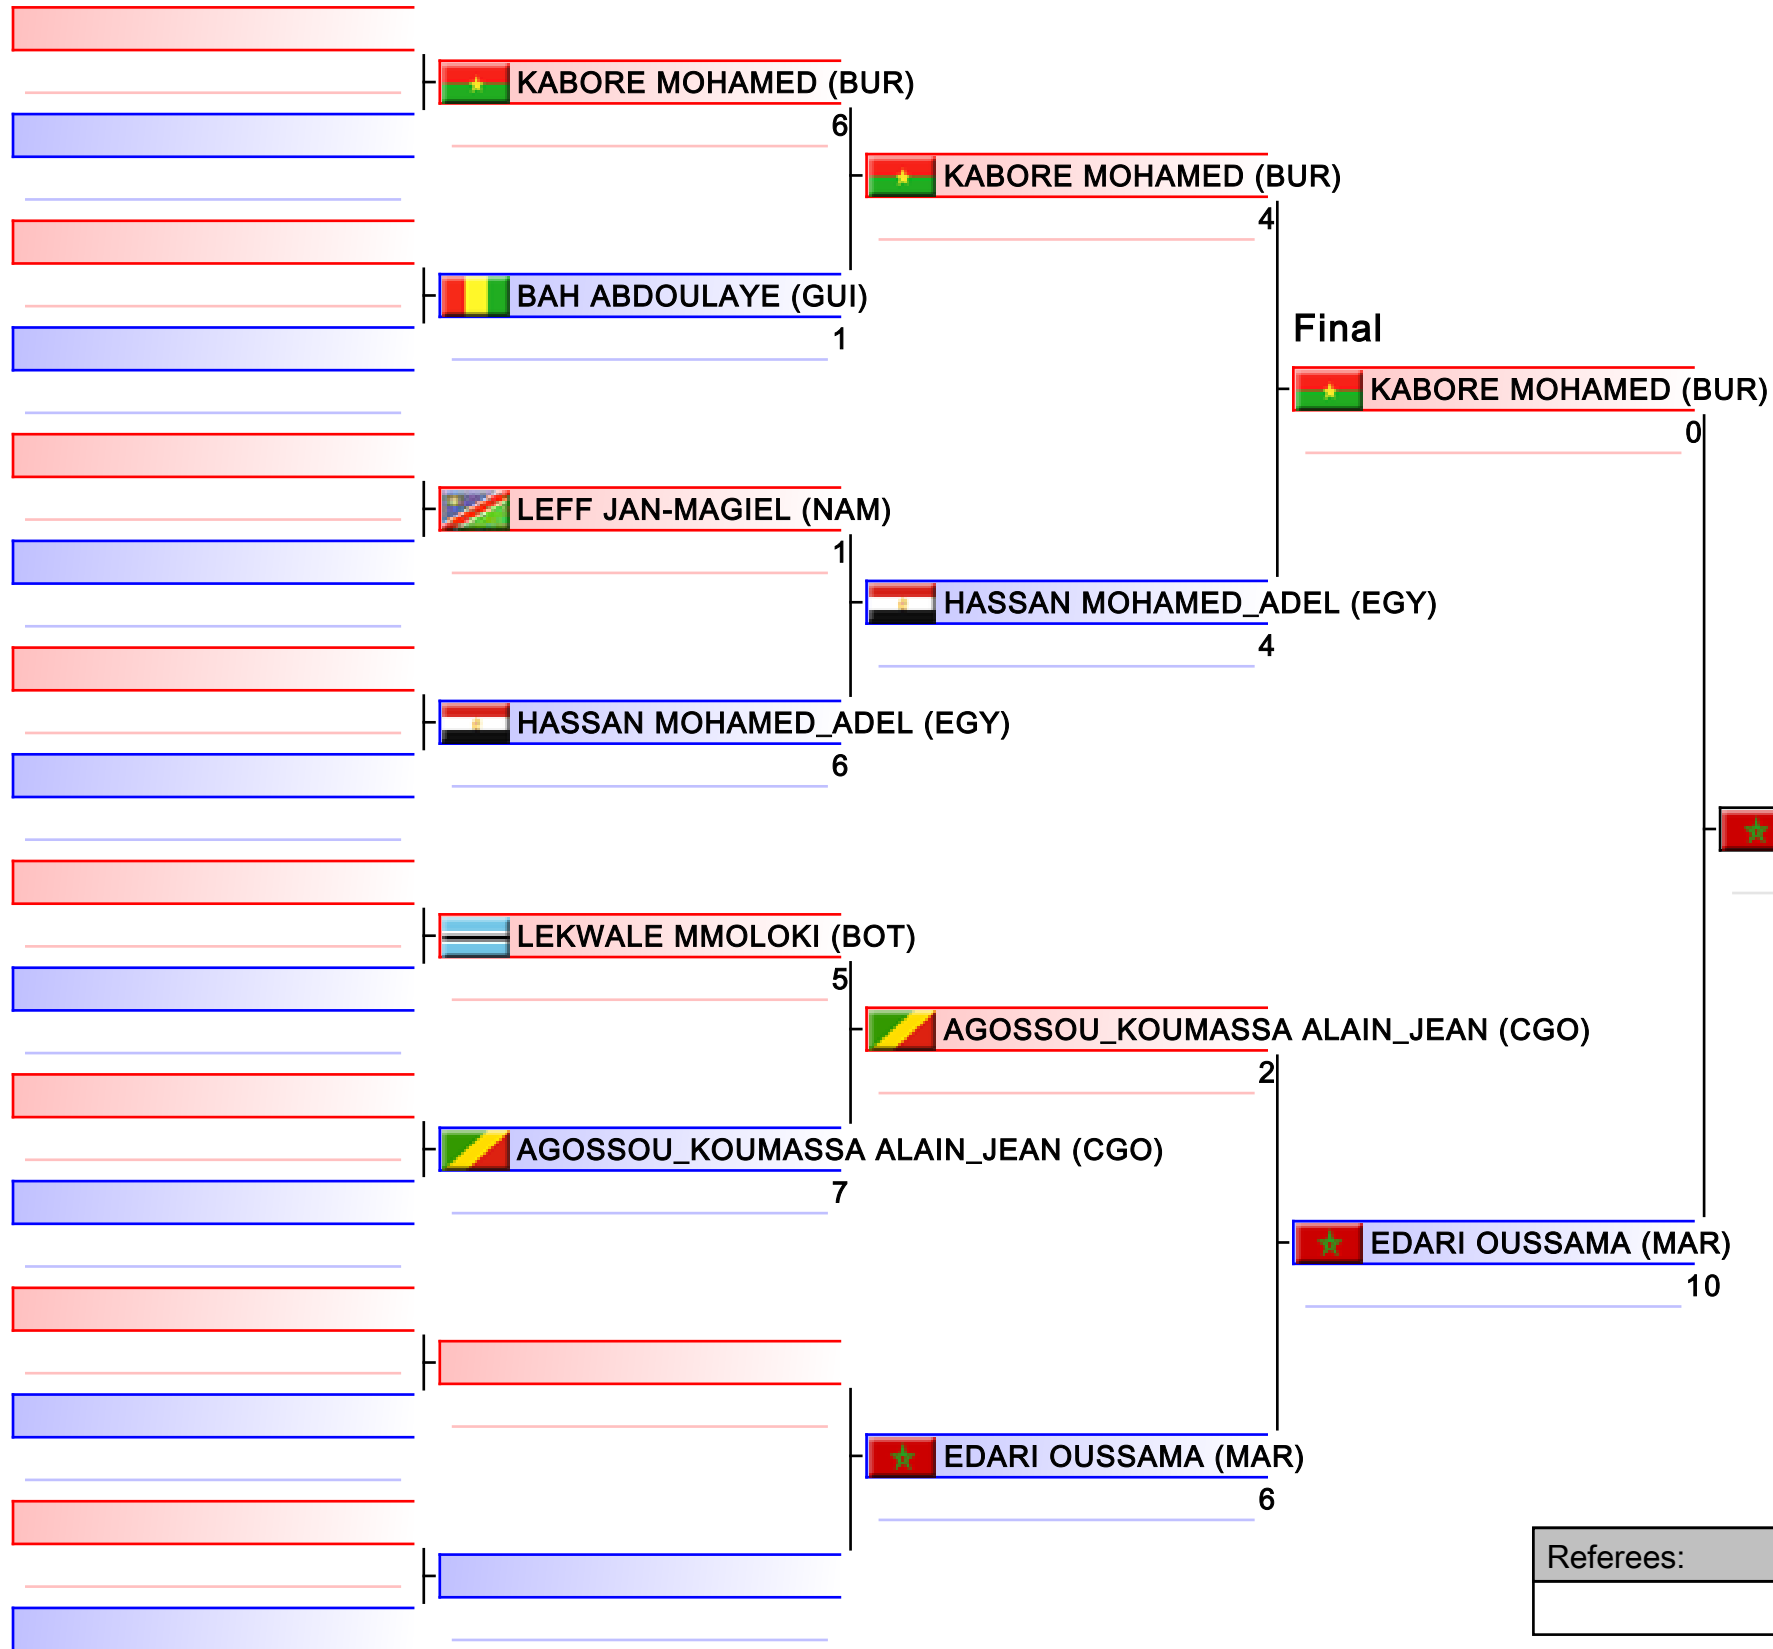 KABORE MOHAMED (BUR)
6
KABORE MOHAMED (BUR)
4
BAH ABDOULAYE (GUI)
1
Final
KABORE MOHAMED (BUR)
0
LEFF JAN-MAGIEL (NAM)
1
HASSAN MOHAMED_ADEL (EGY)
4
HASSAN MOHAMED_ADEL (EGY)
6
LEKWALE MMOLOKI (BOT)
5
AGOSSOU_KOUMASSA ALAIN_JEAN (CGO)
2
AGOSSOU_KOUMASSA ALAIN_JEAN (CGO)
7
EDARI OUSSAMA (MAR)
10
EDARI OUSSAMA (MAR)
6
Referees: